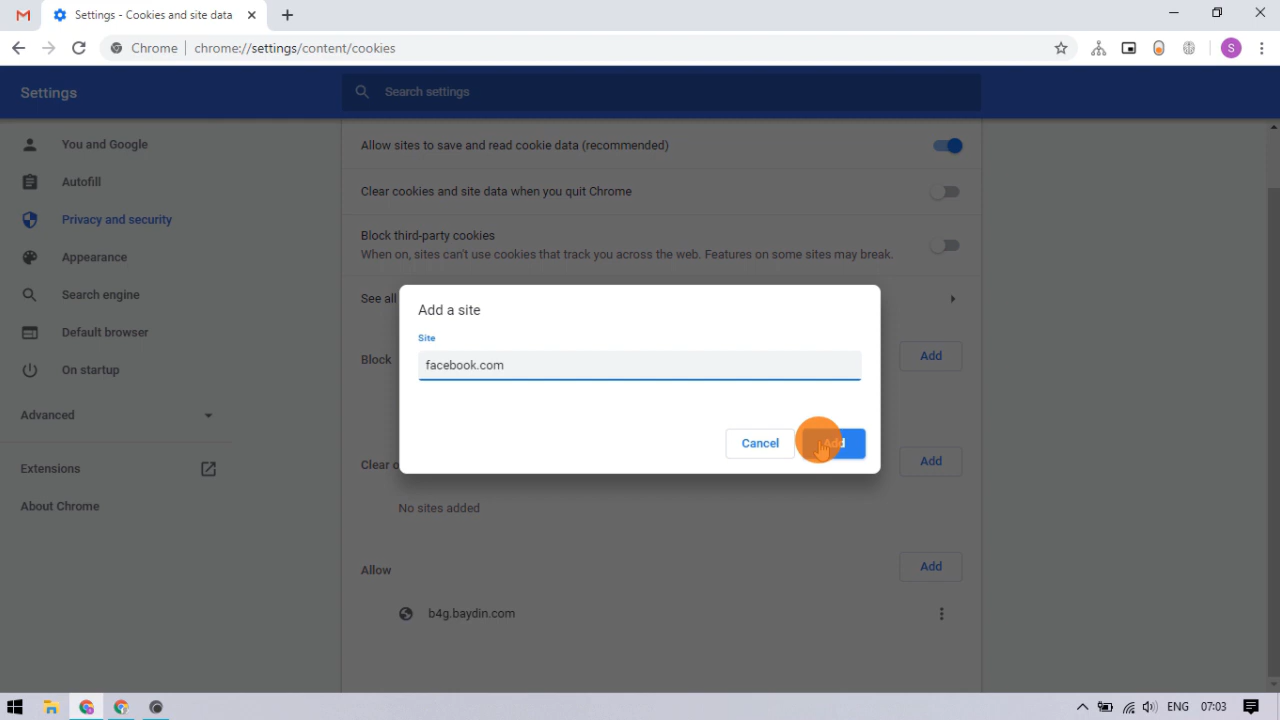 Settings - Cookies and site data
Chrome
chrome://settings/content/cookies
S
Settings
Search settings
You and Google
Autofill
Privacy and security
Appearance
Search engine
Default browser
On startup
Advanced
Extensions
About Chrome
Allow sites to save and read cookie data (recommended)
Clear cookies and site data when you quit Chrome
Block third-party cookies
When on, sites can't use cookies that track you across the web. Features on some sites may break.
See all
Add a site
Site
facebook.com
Cancel
Add
Block
Add
Clear
Add
No sites added
Allow
Add
b4g.baydin.com
ENG
07:03